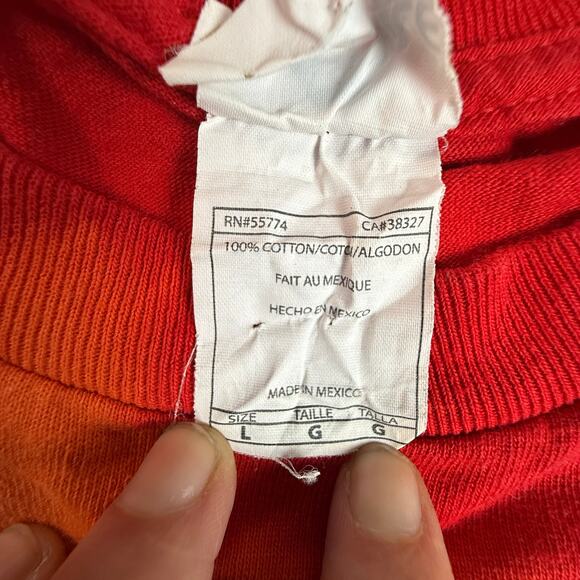 RN#55774 CA#38327
100% COTTON/COTON/ALGODON
FAIT AU MEXIQUE
HECHO EN MEXICO
MADE IN MEXICO
SIZE TAILLE TALLA
L G G